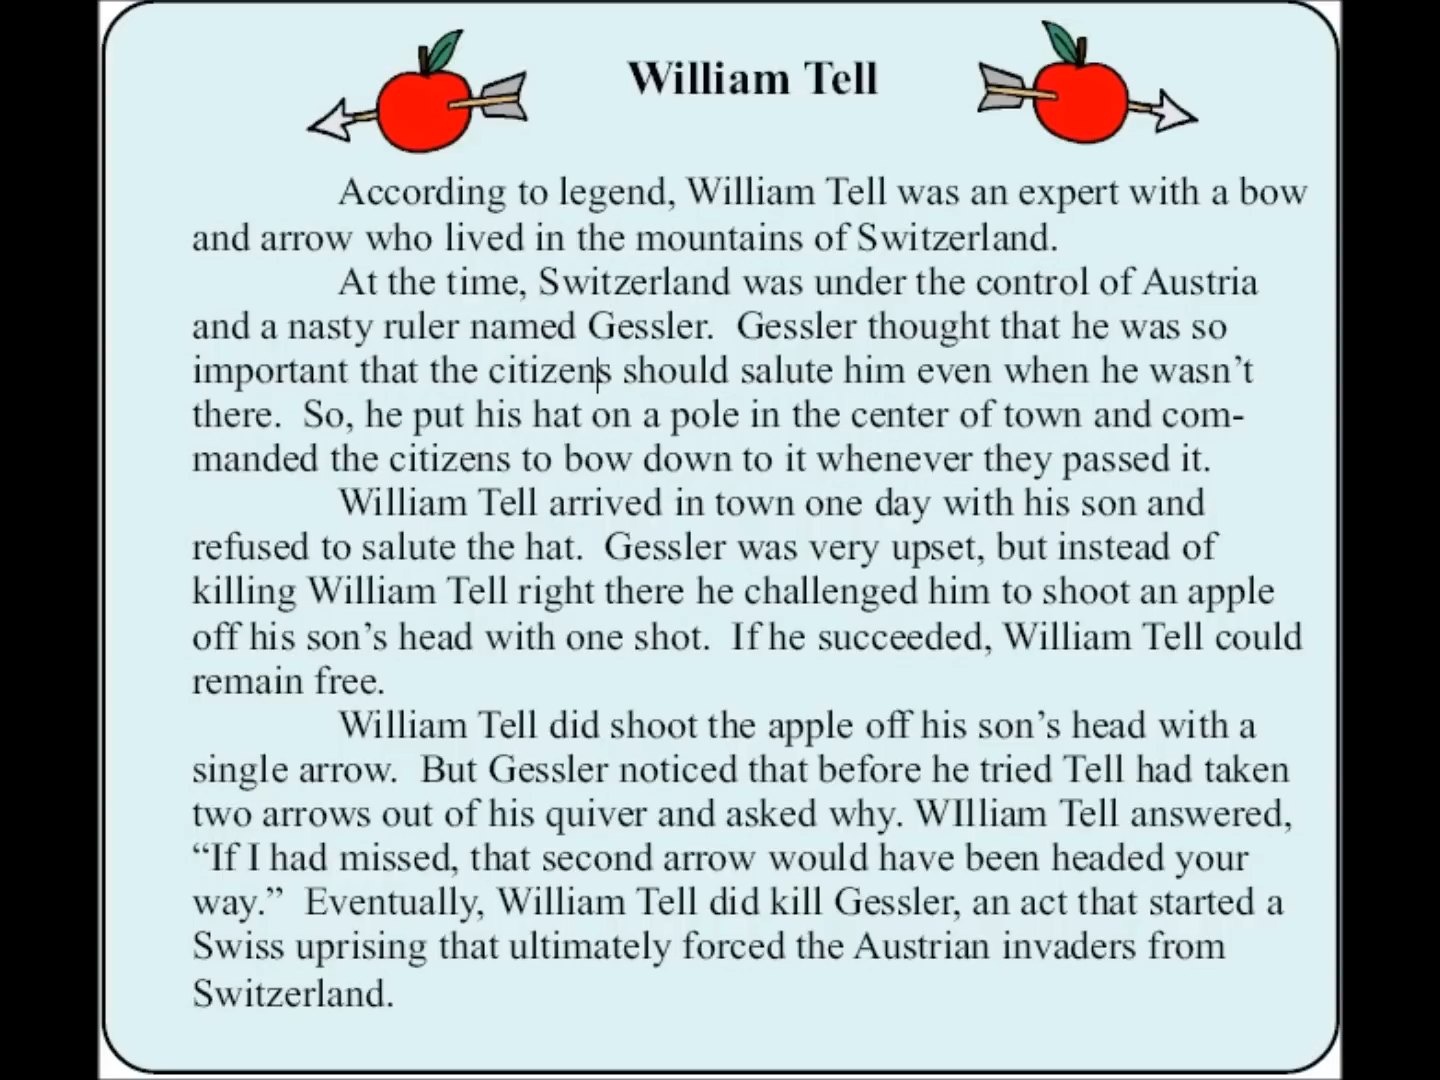 William Tell
According to legend, William Tell was an expert with a bow
and arrow who lived in the mountains of Switzerland.
At the time, Switzerland was under the control of Austria
and a nasty ruler named Gessler.  Gessler thought that he was so
important that the citizens should salute him even when he wasn’t
there.  So, he put his hat on a pole in the center of town and com-
manded the citizens to bow down to it whenever they passed it.
William Tell arrived in town one day with his son and
refused to salute the hat.  Gessler was very upset, but instead of
killing William Tell right there he challenged him to shoot an apple
off his son’s head with one shot.  If he succeeded, William Tell could
remain free.
William Tell did shoot the apple off his son’s head with a
single arrow.  But Gessler noticed that before he tried Tell had taken
two arrows out of his quiver and asked why. WIlliam Tell answered,
“If I had missed, that second arrow would have been headed your
way.”  Eventually, William Tell did kill Gessler, an act that started a
Swiss uprising that ultimately forced the Austrian invaders from
Switzerland.